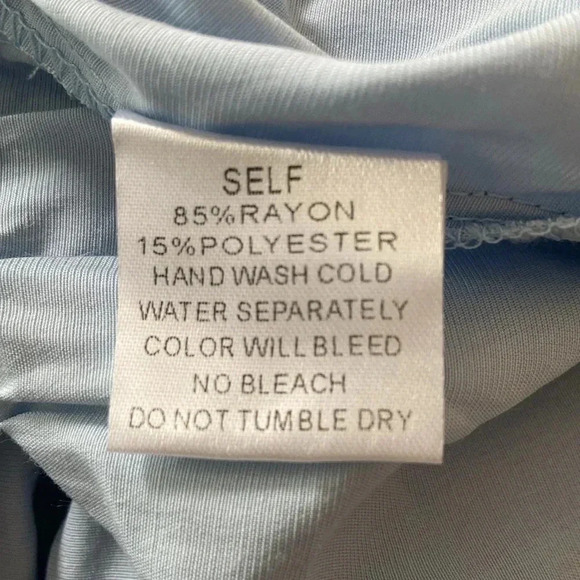 SELF
85%RAYON
15%POLYESTER
HAND WASH COLD
WATER SEPARATELY
COLOR WILL BLEED
NO BLEACH
DO NOT TUMBLE DRY